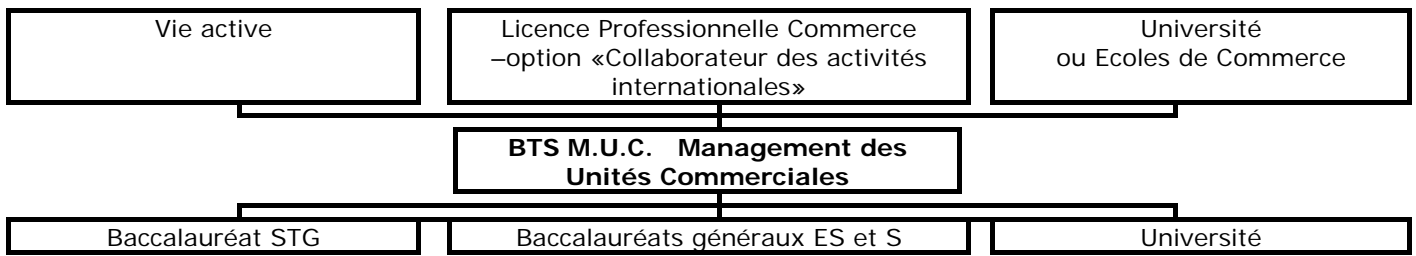 Vie active
Licence Professionnelle Commerce
–option «Collaborateur des activités
internationales»
Université
ou Ecoles de Commerce
BTS M.U.C. Management des
Unités Commerciales
Baccalauréat STG
Baccalauréats généraux ES et S
Université